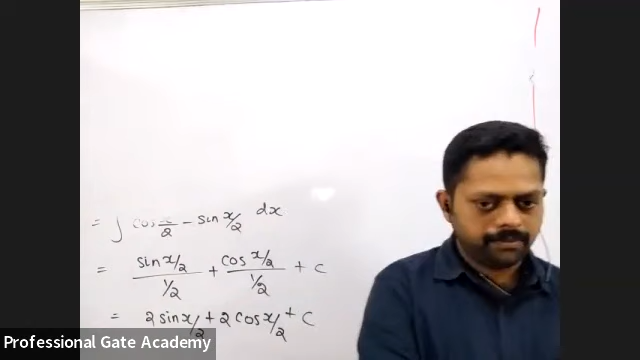 = ∫ cos x/2 - sin x/2 dx
= sin x/2 / 1/2 + cos x/2 / 1/2 + c
= 2 sin x/2 + 2 cos x/2 + c
Professional Gate Academy